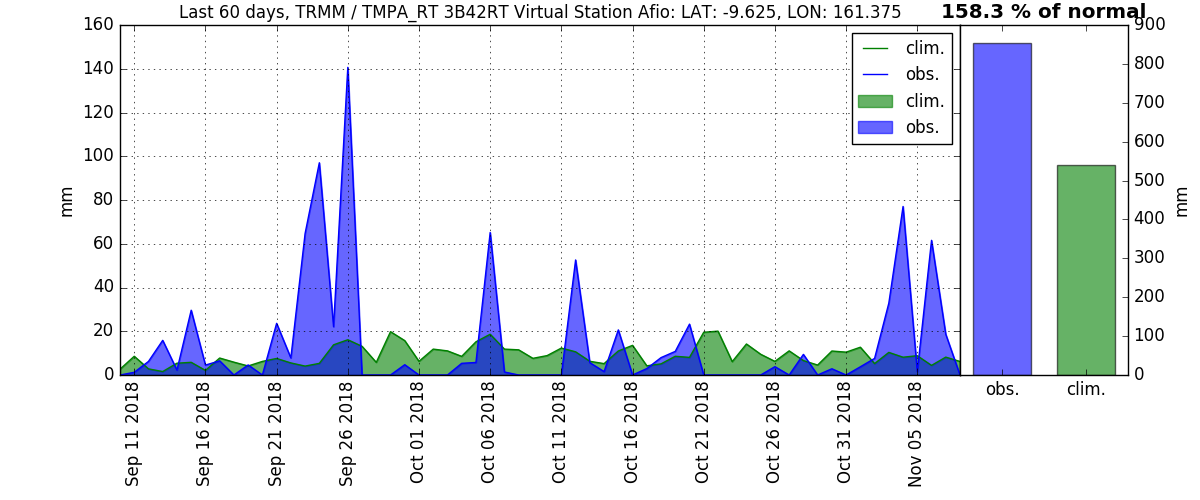 Last 60 days, TRMM / TMPA_RT 3B42RT Virtual Station Afio: LAT: -9.625, LON: 161.375
158.3 % of normal
160
140
120
100
80
60
40
20
0
mm
clim.
obs.
clim.
obs.
900
800
700
600
500
400
300
200
100
0
mm
Sep 11 2018
Sep 16 2018
Sep 21 2018
Sep 26 2018
Oct 01 2018
Oct 06 2018
Oct 11 2018
Oct 16 2018
Oct 21 2018
Oct 26 2018
Oct 31 2018
Nov 05 2018
obs.
clim.